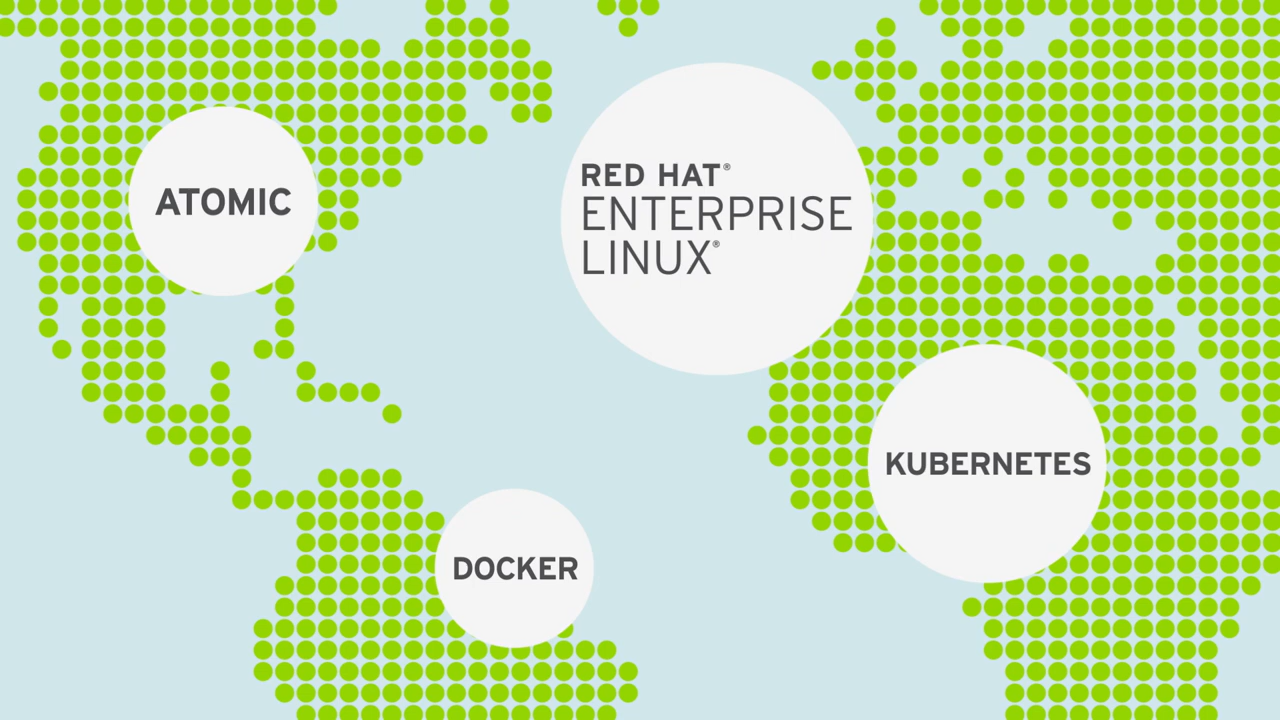 ATOMIC
RED HAT®
ENTERPRISE
LINUX®
KUBERNETES
DOCKER